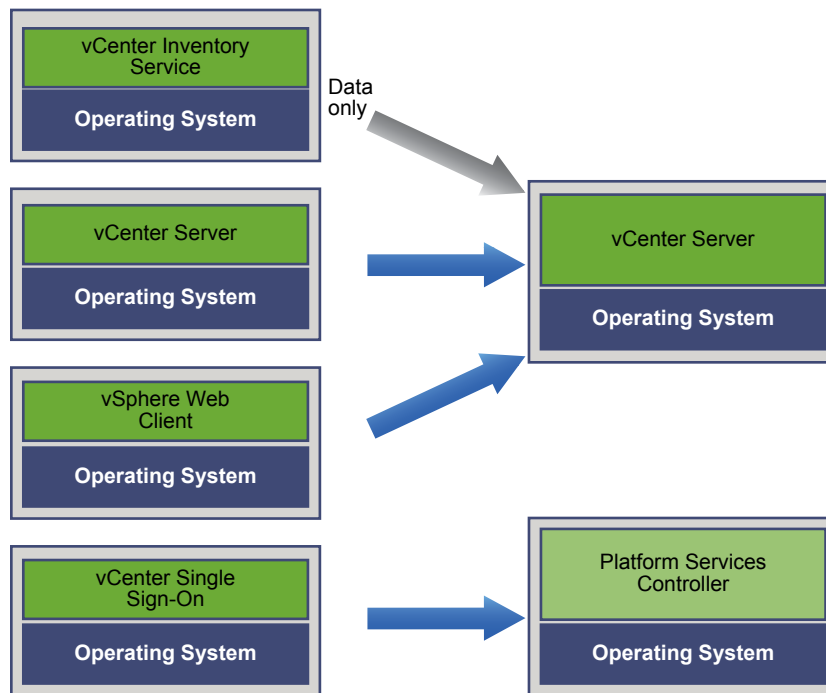 vCenter Inventory
Service
Operating System
Data
only
vCenter Server
Operating System
vSphere Web
Client
Operating System
vCenter Single
Sign-On
Operating System
vCenter Server
Operating System
Platform Services
Controller
Operating System